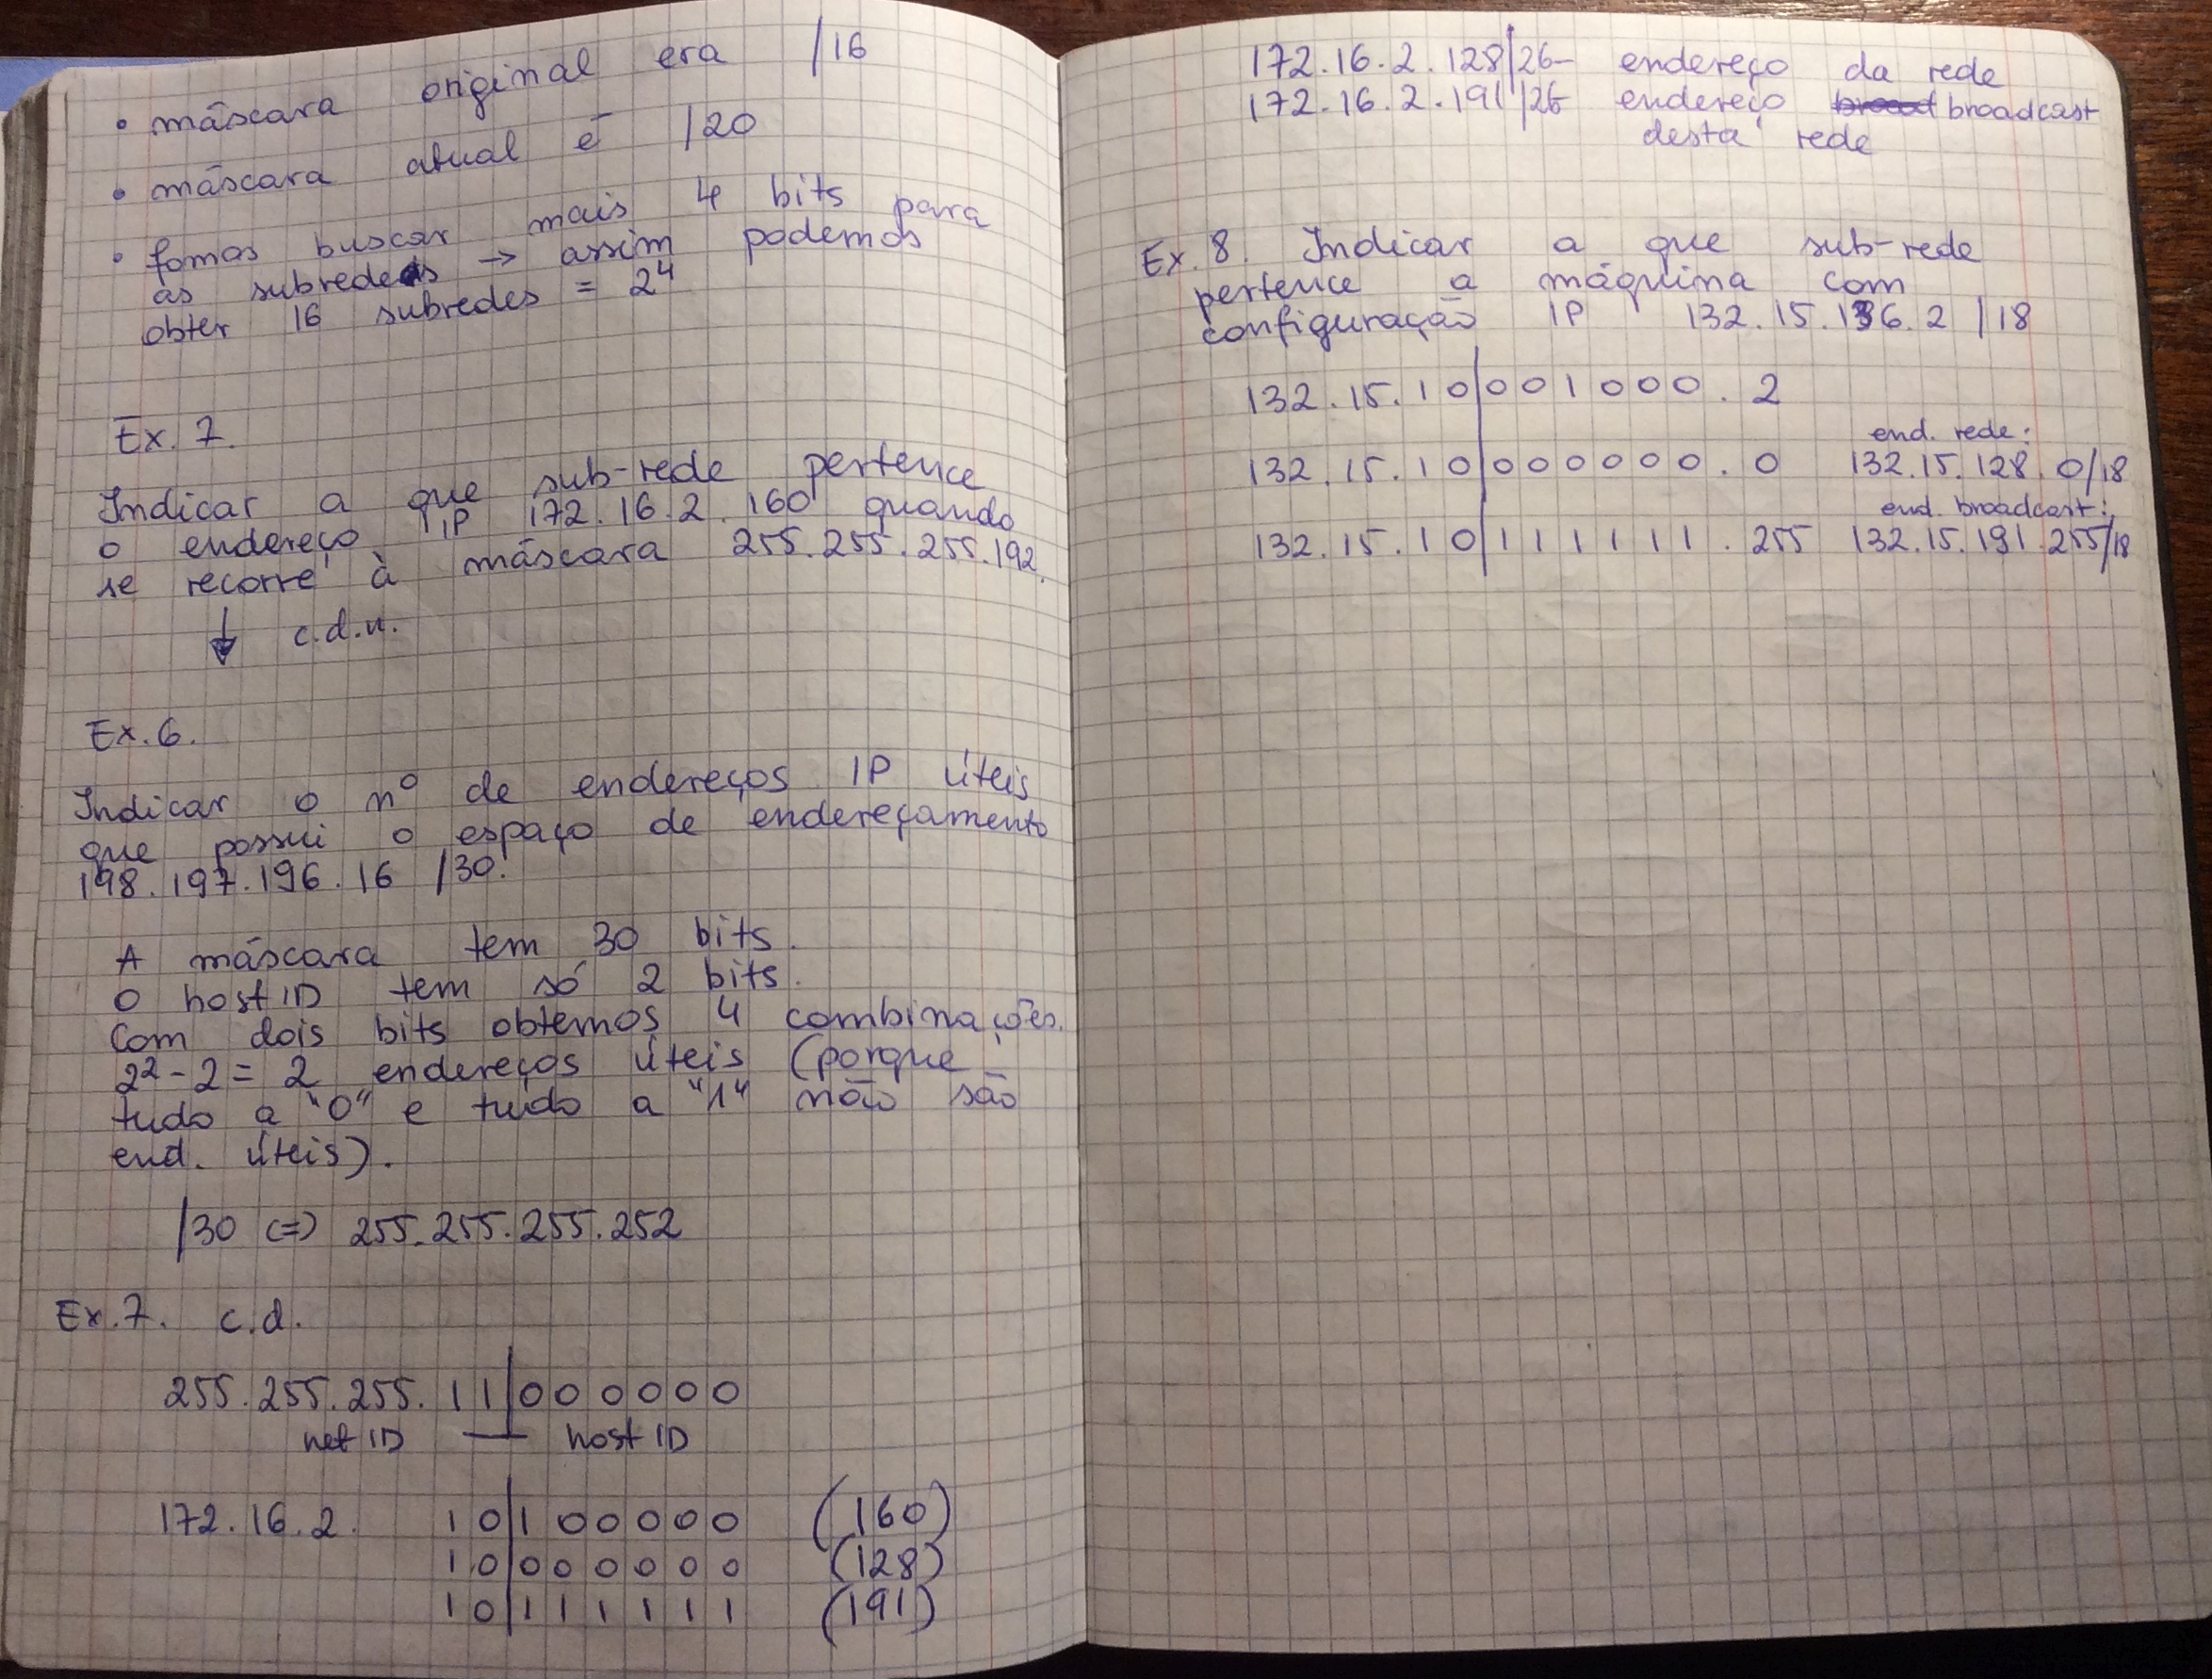 • máscara original era /16
• máscara atual é /20
• fomos buscar mais 4 bits para
as subredes → assim podemos
obter 16 subredes = 2⁴
Ex. 7.
Indicar a que sub-rede pertence
o endereço IP 172.16.2.160 quando
se recorre à máscara 255.255.255.192.
↓ c.d.n.
Ex. 6.
Indicar o nº de endereços IP úteis
que possui o espaço de endereçamento
198.197.196.16 /30.
A máscara tem 30 bits.
O host ID tem só 2 bits.
Com dois bits obtemos 4 combinações.
2²-2 = 2 endereços úteis (porque
tudo a "0" e tudo a "1" não são
end. úteis).
/30 <=> 255.255.255.252
Ex. 7. c.d.
255.255.255.11|000000
net ID — host ID
172.16.2. 10|100000 (160)
10|000000 (128)
10|111111 (191)
172.16.2.128/26 - endereço da rede
172.16.2.191/26 endereço broadcast
desta rede
Ex. 8. Indicar a que sub-rede
pertence a máquina com
configuração IP 132.15.136.2 /18
132.15.10|001000.2
end. rede:
132.15.10|000000.0 132.15.128.0/18
end. broadcast:
132.15.10|111111.255 132.15.191.255/18